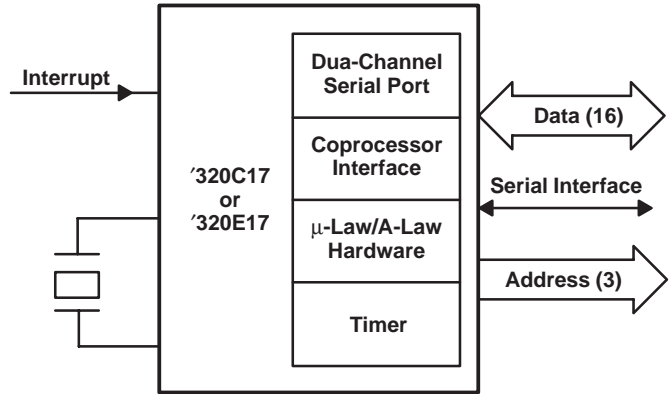 Interrupt
′320C17
or
′320E17
Dua-Channel
Serial Port
Coprocessor
Interface
μ-Law/A-Law
Hardware
Timer
Data (16)
Serial Interface
Address (3)